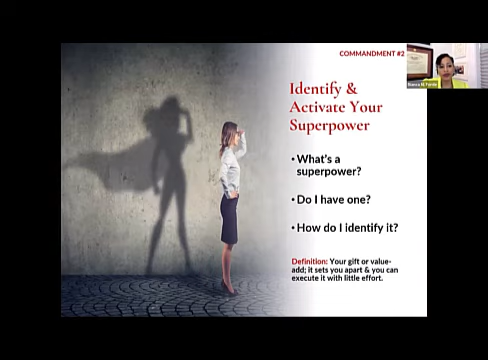 COMMANDMENT #2
Identify &
Activate Your
Superpower
• What's a
superpower?
• Do I have one?
• How do I identify it?
Definition: Your gift or value-
add; it sets you apart & you can
execute it with little effort.